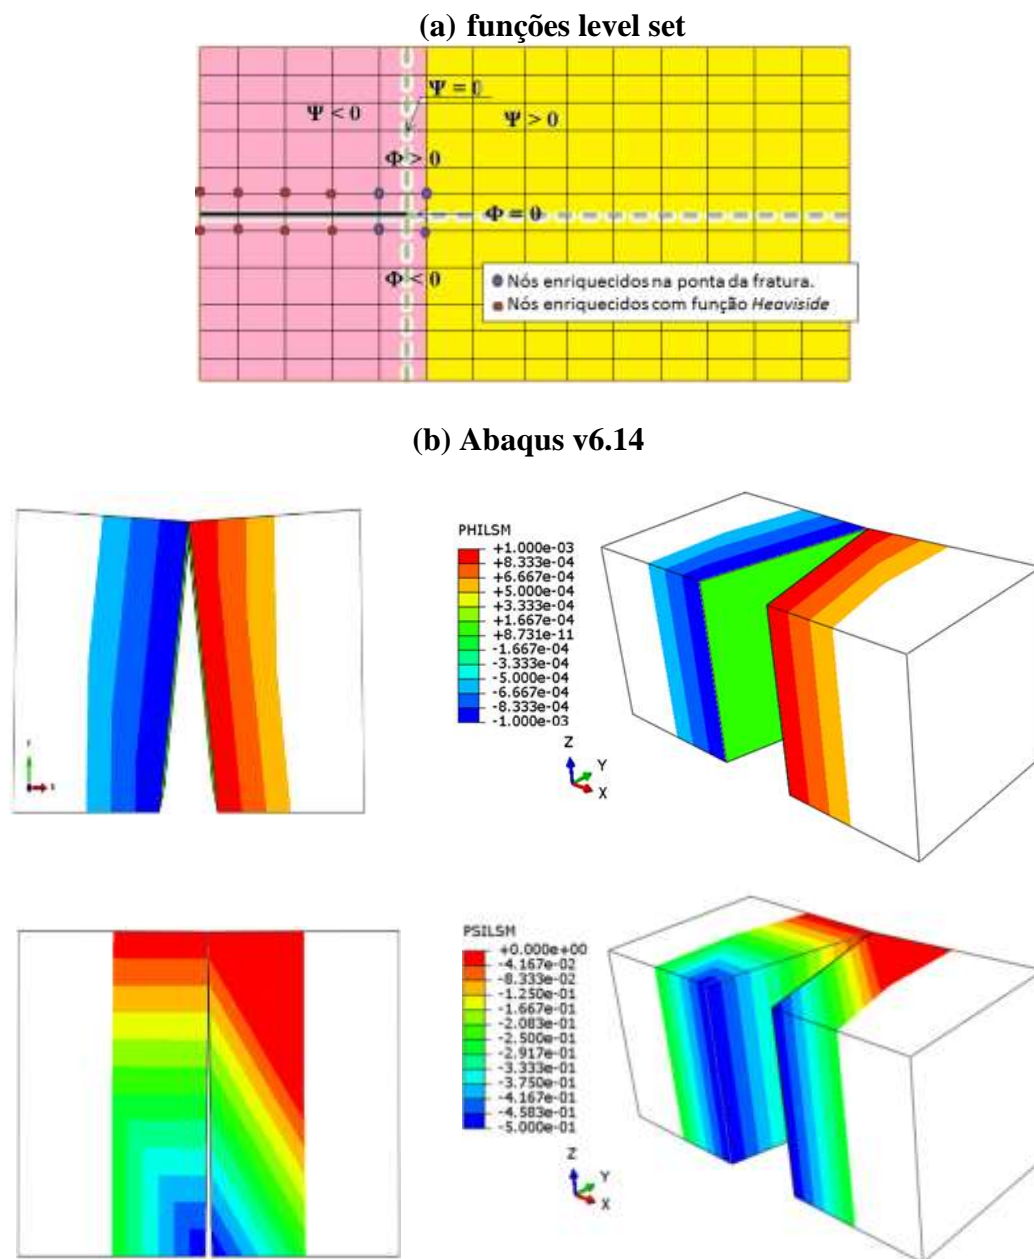 (a) funções level set
Ψ = 0
Ψ < 0
Ψ > 0
Φ > 0
Φ = 0
Φ < 0
Nós enriquecidos na ponta da fratura.
Nós enriquecidos com função Heaviside
(b) Abaqus v6.14
PHILSM
+1.000e-03
+8.333e-04
+6.667e-04
+5.000e-04
+3.333e-04
+1.667e-04
+8.731e-11
-1.667e-04
-3.333e-04
-5.000e-04
-6.667e-04
-8.333e-04
-1.000e-03
Z
Y
X
PSILSM
+0.000e+00
-4.167e-02
-8.333e-02
-1.250e-01
-1.667e-01
-2.083e-01
-2.500e-01
-2.917e-01
-3.333e-01
-3.750e-01
-4.167e-01
-4.583e-01
-5.000e-01
Z
Y
X